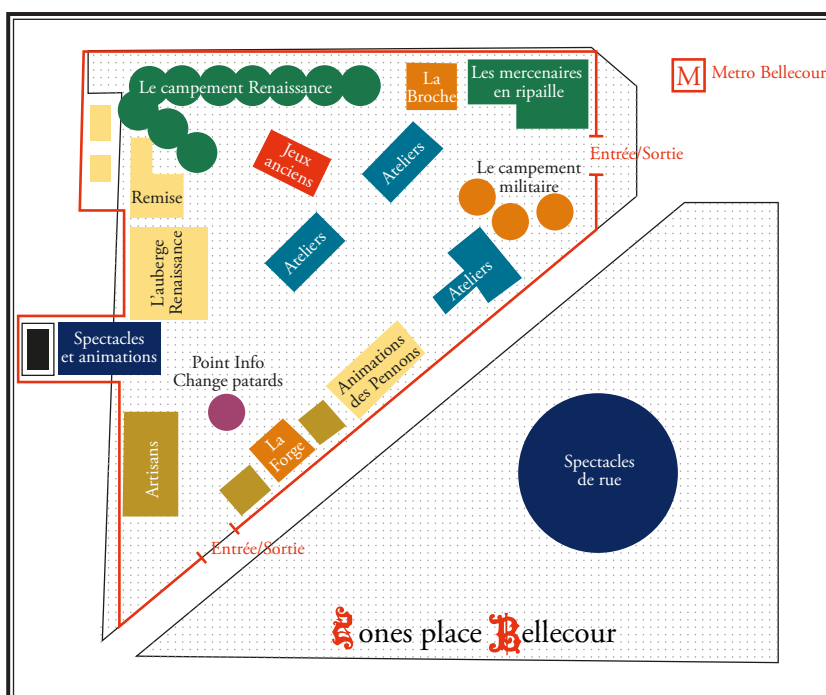 Le campement Renaissance
La
Broche
Les mercenaires
en ripaille
M Metro Bellecour
Jeux
anciens
Ateliers
Entrée/Sortie
Le campement
militaire
Remise
L'auberge
Renaissance
Ateliers
Ateliers
Spectacles
et animations
Point Info
Change patards
Animations
des Pennons
Artisans
La
Forge
Spectacles
de rue
Entrée/Sortie
Zones place Bellecour